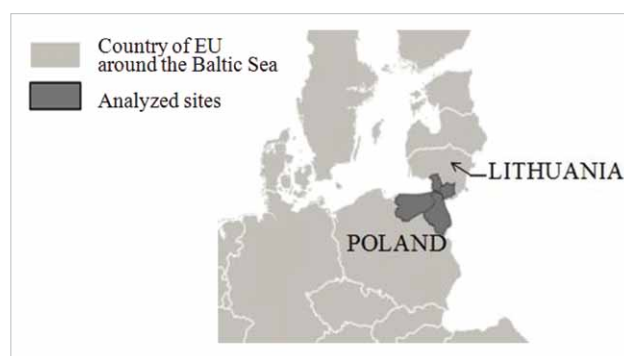 Country of EU
around the Baltic Sea
Analyzed sites
LITHUANIA
POLAND